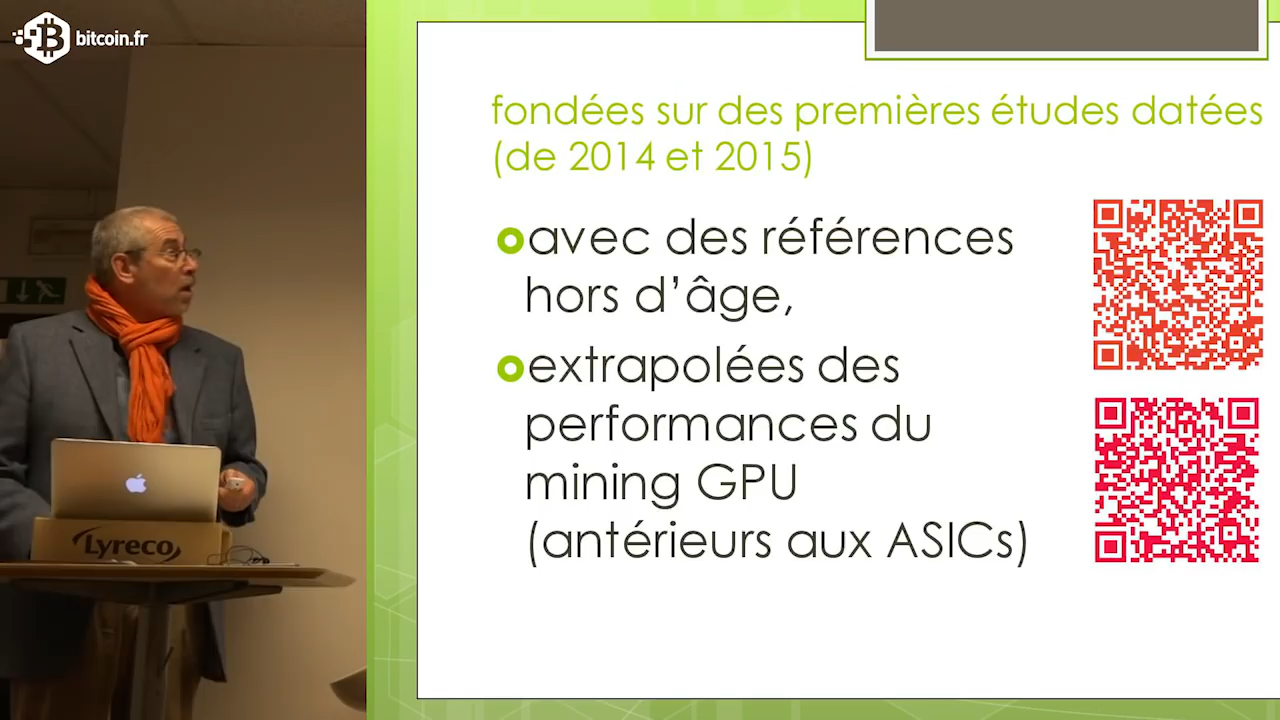 bitcoin.fr
fondées sur des premières études datées
(de 2014 et 2015)
avec des références
hors d’âge,
extrapolées des
performances du
mining GPU
(antérieurs aux ASICs)
Lyreco